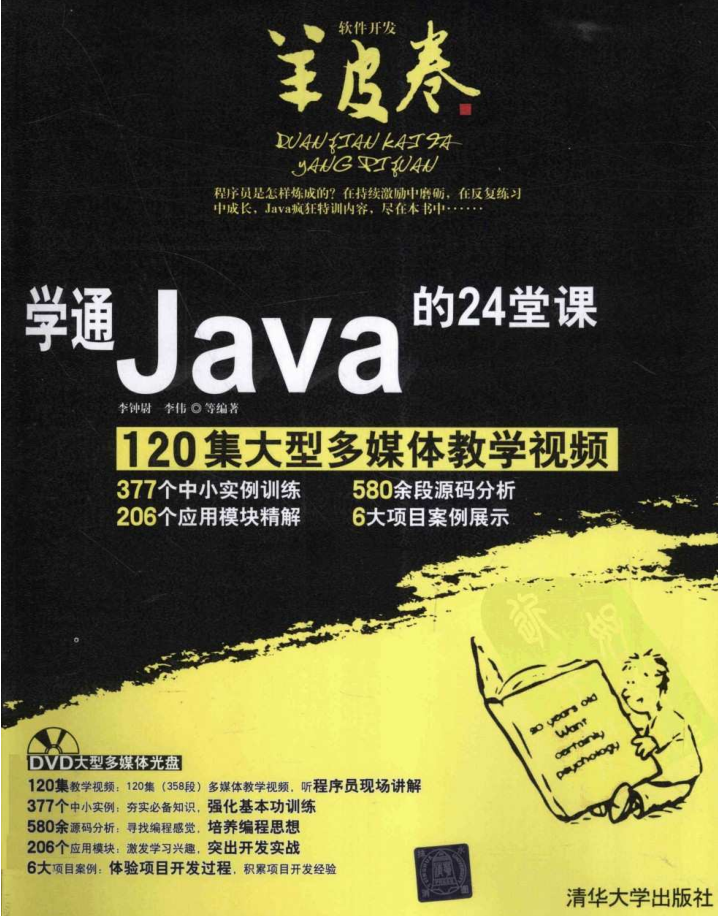 软件开发
羊皮卷
RUAN JIAN KAI FA
YANG PI JUAN
程序员是怎样炼成的?在持续激励中磨砺,在反复练习
中成长,Java疯狂特训内容,尽在本书中……
学通Java的24堂课
李钟尉 李伟 ◎ 等编著
120集大型多媒体教学视频
377个中小实例训练 580余段源码分析
206个应用模块精解 6大项目案例展示
20 years old
Want
certainly
psychology
DVD大型多媒体光盘
120集教学视频:120集(358段)多媒体教学视频,听程序员现场讲解
377个中小实例:夯实必备知识,强化基本功训练
580余源码分析:寻找编程感觉,培养编程思想
206个应用模块:激发学习兴趣,突出开发实战
6大项目案例:体验项目开发过程,积累项目开发经验
清华大学出版社